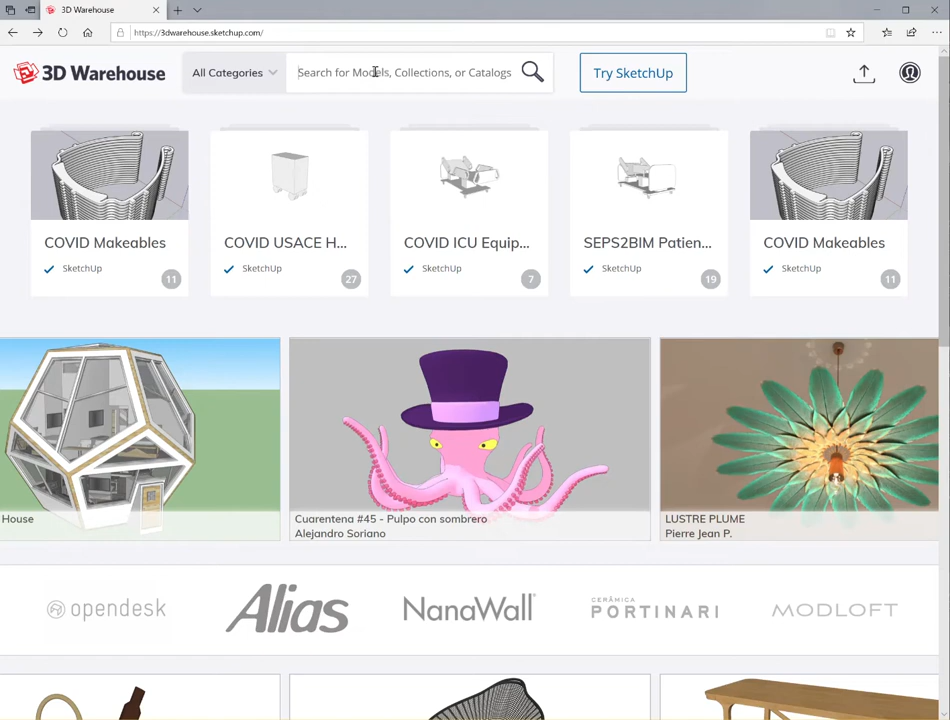 3D Warehouse
https://3dwarehouse.sketchup.com/
3D Warehouse
All Categories
Search for Models, Collections, or Catalogs
Try SketchUp
COVID Makeables
SketchUp
11
COVID USACE H...
SketchUp
27
COVID ICU Equip...
SketchUp
7
SEPS2BIM Patien...
SketchUp
19
COVID Makeables
SketchUp
11
House
Cuarentena #45 - Pulpo con sombrero
Alejandro Soriano
LUSTRE PLUME
Pierre Jean P.
opendesk
Alias
NanaWall
CERÂMICA
PORTINARI
MODLOFT